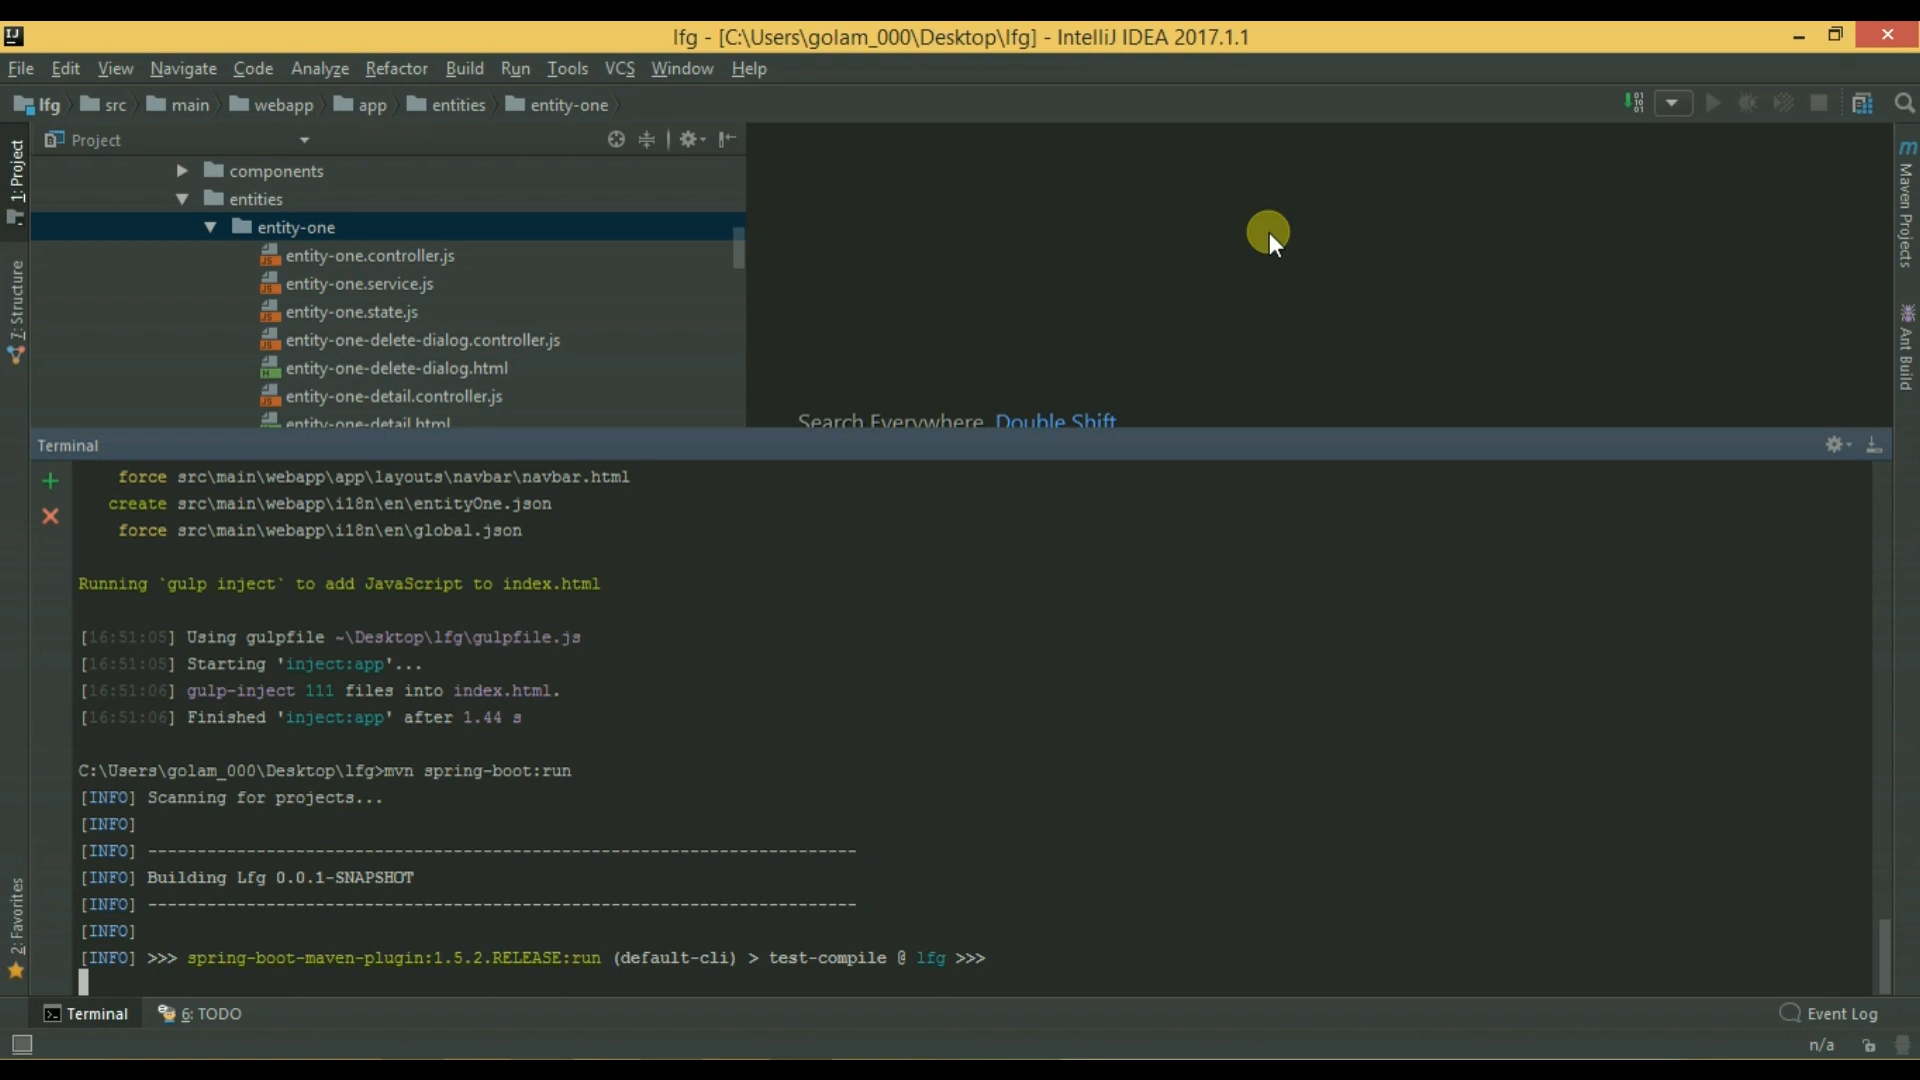 lfg - [C:\Users\golam_000\Desktop\lfg] - IntelliJ IDEA 2017.1.1
File Edit View Navigate Code Analyze Refactor Build Run Tools VCS Window Help
lfg src main webapp app entities entity-one
Project
1: Project
7: Structure
2: Favorites
components
entities
entity-one
entity-one.controller.js
entity-one.service.js
entity-one.state.js
entity-one-delete-dialog.controller.js
entity-one-delete-dialog.html
entity-one-detail.controller.js
entity-one-detail.html
Search Everywhere Double Shift
Maven Projects
Ant Build
Terminal
force src\main\webapp\app\layouts\navbar\navbar.html
create src\main\webapp\i18n\en\entityOne.json
force src\main\webapp\i18n\en\global.json
Running `gulp inject` to add JavaScript to index.html
[16:51:05] Using gulpfile ~\Desktop\lfg\gulpfile.js
[16:51:05] Starting 'inject:app'...
[16:51:06] gulp-inject 111 files into index.html.
[16:51:06] Finished 'inject:app' after 1.44 s
C:\Users\golam_000\Desktop\lfg>mvn spring-boot:run
[INFO] Scanning for projects...
[INFO]
[INFO] ------------------------------------------------------------------------
[INFO] Building Lfg 0.0.1-SNAPSHOT
[INFO] ------------------------------------------------------------------------
[INFO]
[INFO] >>> spring-boot-maven-plugin:1.5.2.RELEASE:run (default-cli) > test-compile @ lfg >>>
Terminal 6: TODO Event Log
n/a